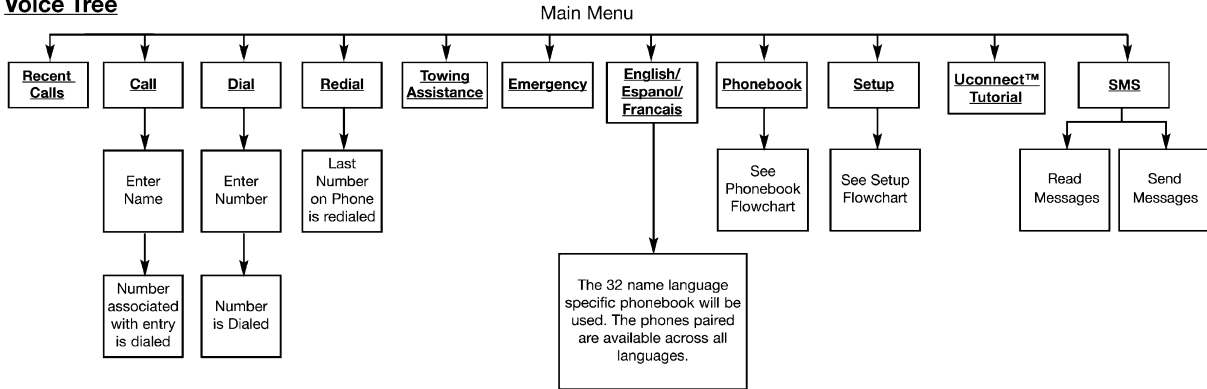 Voice Tree
Main Menu
Recent
Calls
Call
Dial
Redial
Towing
Assistance
Emergency
English/
Espanol/
Francais
Phonebook
Setup
Uconnect™
Tutorial
SMS
Enter
Name
Enter
Number
Last
Number
on Phone
is redialed
See
Phonebook
Flowchart
See Setup
Flowchart
Read
Messages
Send
Messages
Number
associated
with entry
is dialed
Number
is Dialed
The 32 name language
specific phonebook will be
used. The phones paired
are available across all
languages.